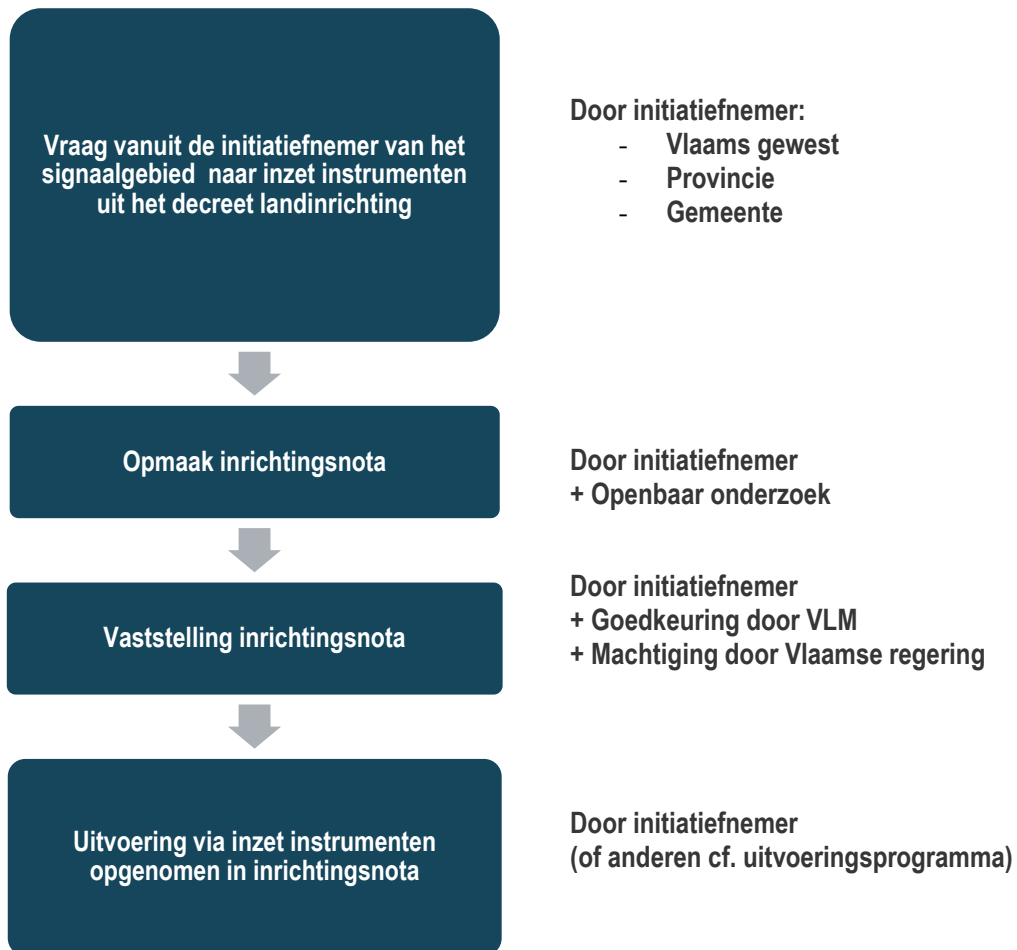 Vraag vanuit de initiatiefnemer van het
signaalgebied naar inzet instrumenten
uit het decreet landinrichting
Door initiatiefnemer:
- Vlaams gewest
- Provincie
- Gemeente
Opmaak inrichtingsnota
Door initiatiefnemer
+ Openbaar onderzoek
Vaststelling inrichtingsnota
Door initiatiefnemer
+ Goedkeuring door VLM
+ Machtiging door Vlaamse regering
Uitvoering via inzet instrumenten
opgenomen in inrichtingsnota
Door initiatiefnemer
(of anderen cf. uitvoeringsprogramma)